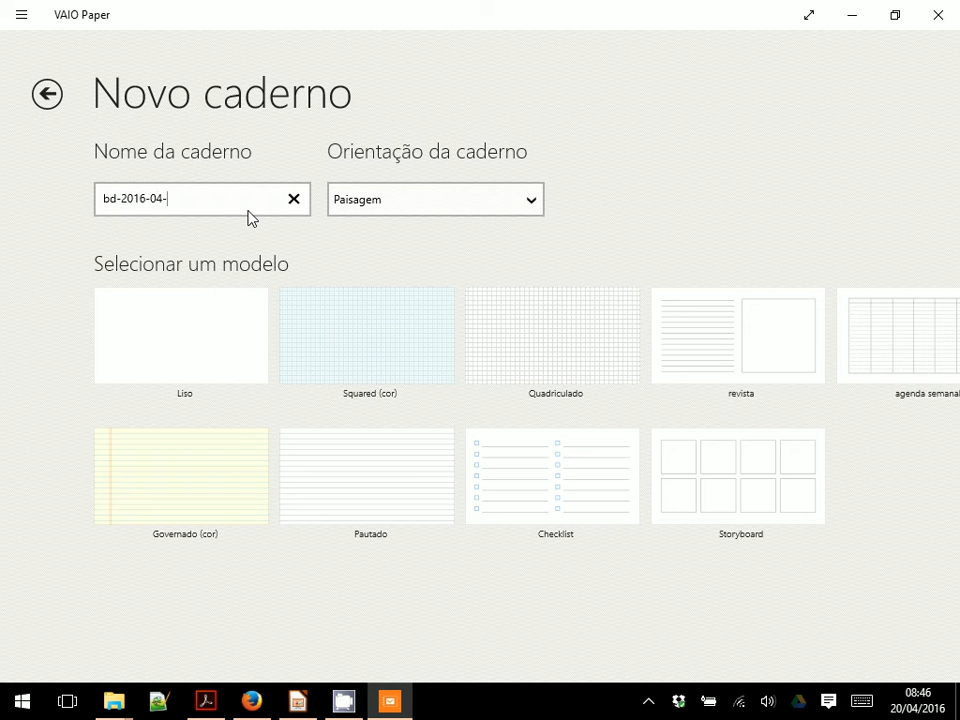 VAIO Paper
Novo caderno
Nome da caderno
Orientação da caderno
bd-2016-04-
Paisagem
Selecionar um modelo
Liso
Squared (cor)
Quadriculado
revista
agenda semanal
Governado (cor)
Pautado
Checklist
Storyboard
08:46
20/04/2016